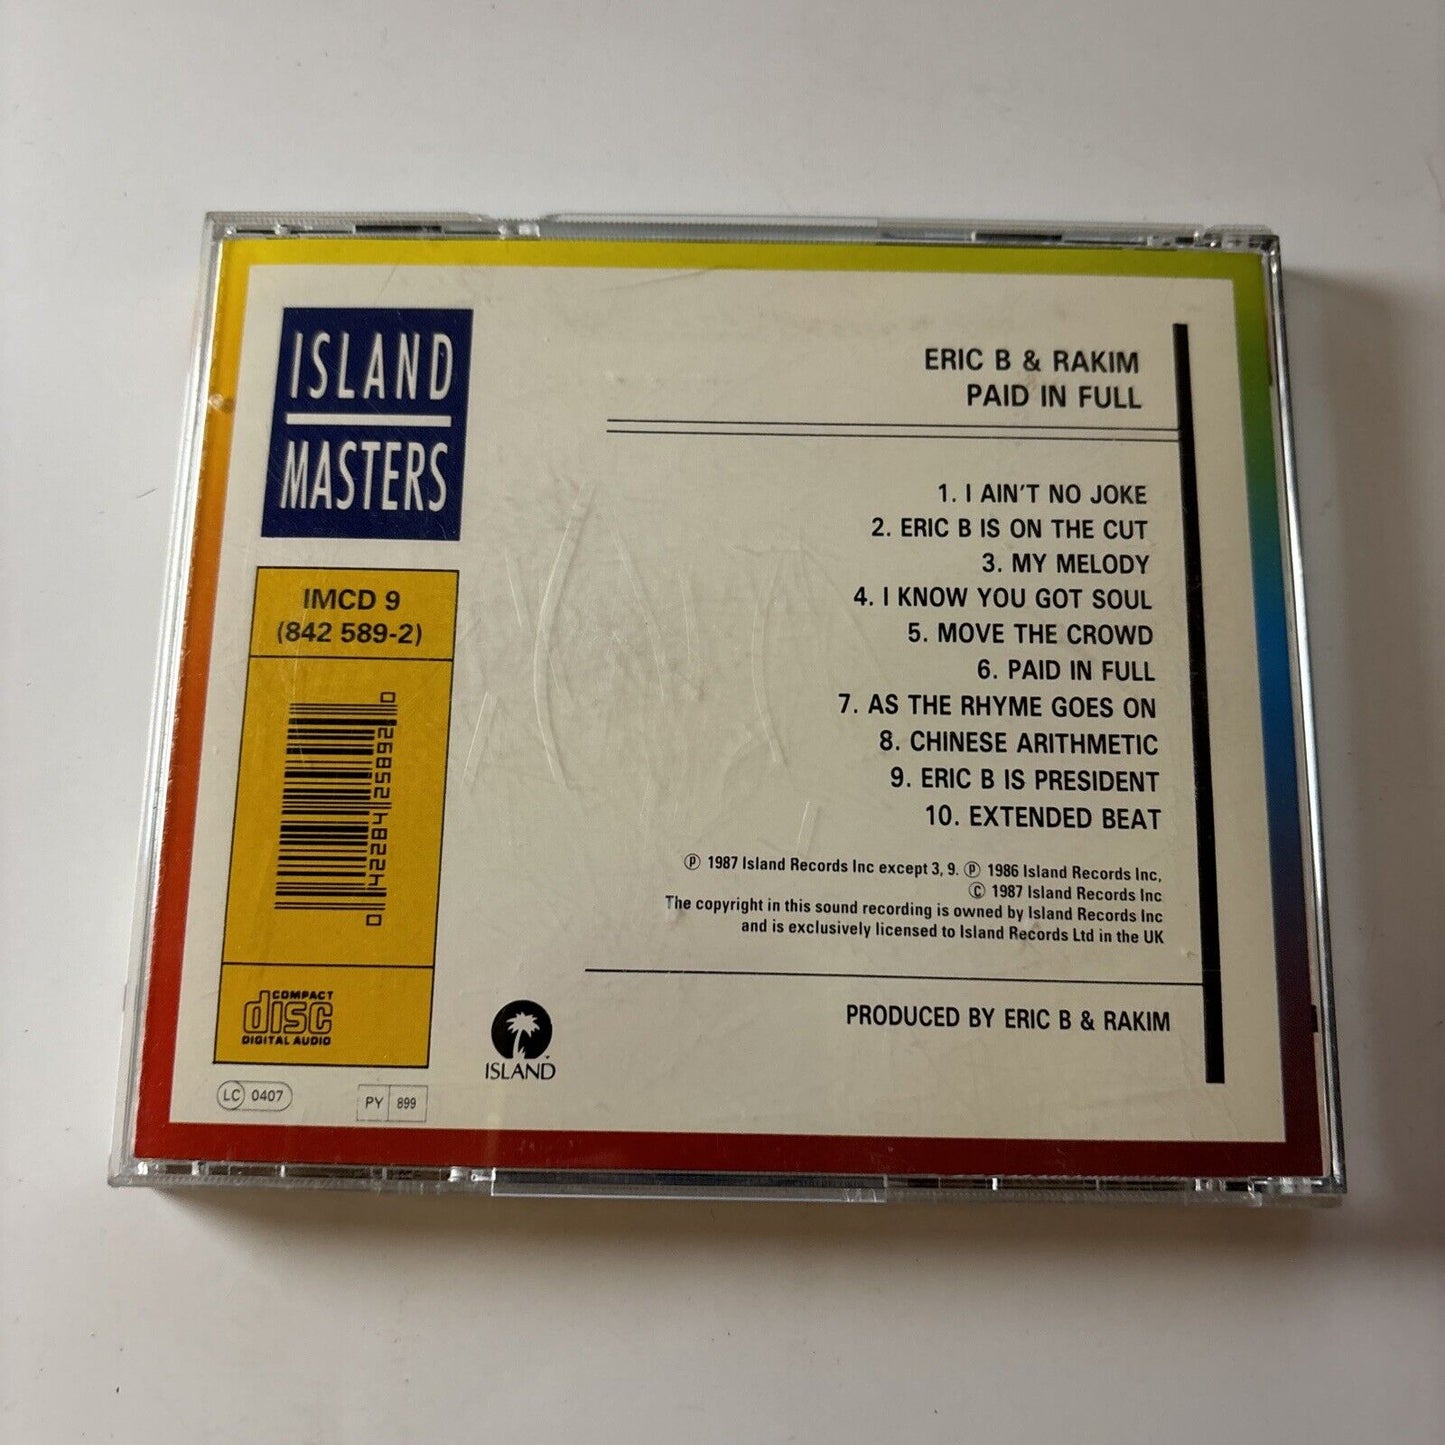 ISLAND
MASTERS
IMCD 9
(842 589-2)
0 42284 25892 0
COMPACT
disc
DIGITAL AUDIO
LC 0407
PY 899
ISLAND
ERIC B & RAKIM
PAID IN FULL
1. I AIN'T NO JOKE
2. ERIC B IS ON THE CUT
3. MY MELODY
4. I KNOW YOU GOT SOUL
5. MOVE THE CROWD
6. PAID IN FULL
7. AS THE RHYME GOES ON
8. CHINESE ARITHMETIC
9. ERIC B IS PRESIDENT
10. EXTENDED BEAT
Ⓟ 1987 Island Records Inc except 3, 9. Ⓟ 1986 Island Records Inc,
© 1987 Island Records Inc
The copyright in this sound recording is owned by Island Records Inc
and is exclusively licensed to Island Records Ltd in the UK
PRODUCED BY ERIC B & RAKIM